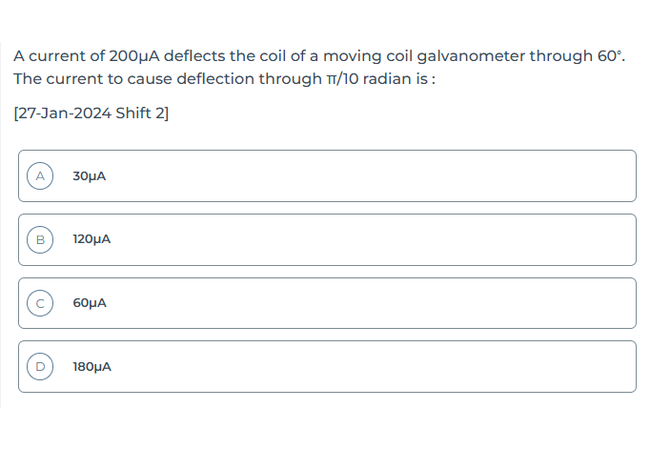 A current of 200µA deflects the coil of a moving coil galvanometer through 60°.
The current to cause deflection through π/10 radian is :
[27-Jan-2024 Shift 2]
A 30µA
B 120µA
C 60µA
D 180µA